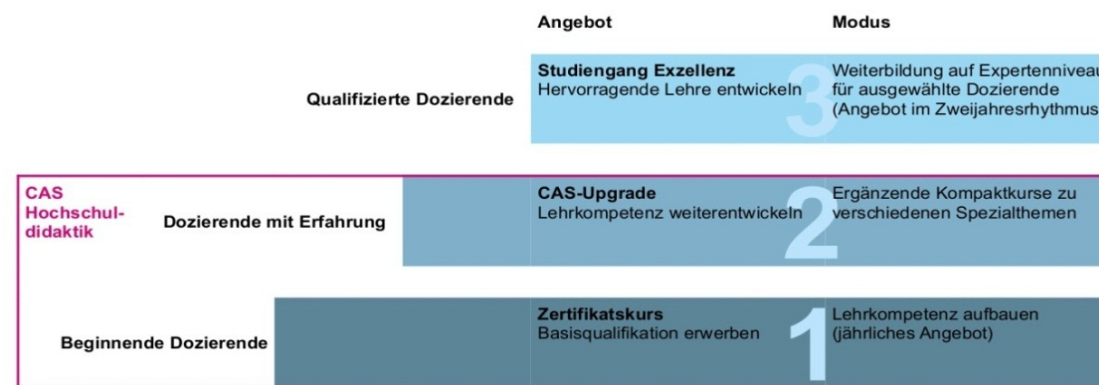 Angebot
Modus
Qualifizierte Dozierende
Studiengang Exzellenz
Hervorragende Lehre entwickeln
3
Weiterbildung auf Expertenniveau
für ausgewählte Dozierende
(Angebot im Zweijahresrhythmus
CAS
Hochschul-
didaktik
Dozierende mit Erfahrung
CAS-Upgrade
Lehrkompetenz weiterentwickeln
2
Ergänzende Kompaktkurse zu
verschiedenen Spezialthemen
Beginnende Dozierende
Zertifikatskurs
Basisqualifikation erwerben
1
Lehrkompetenz aufbauen
(jährliches Angebot)